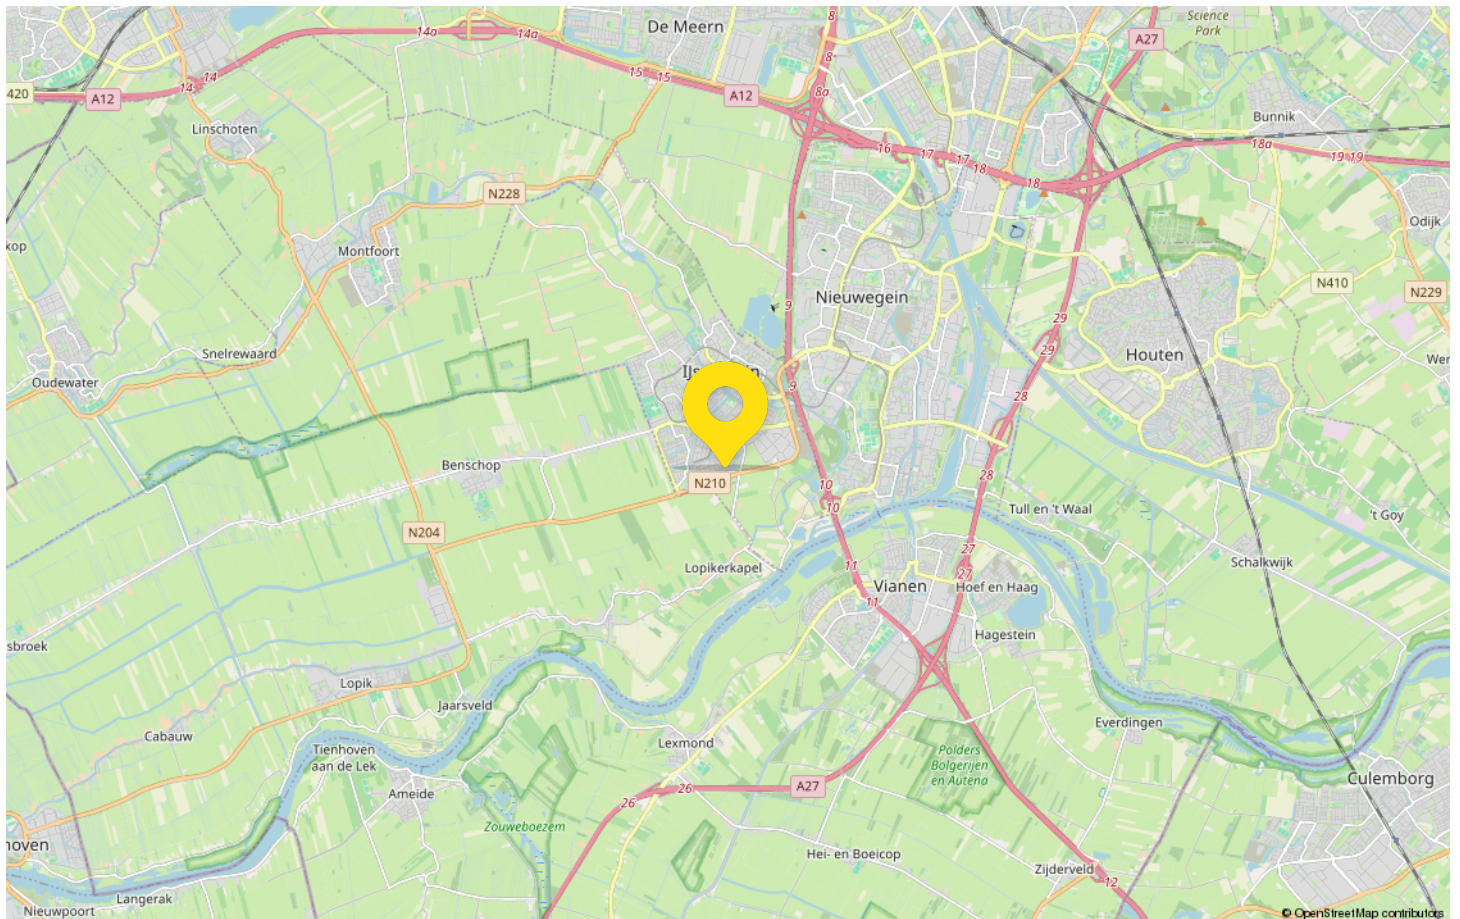 8
De Meern
Science
Park
14a
14a
A27
8
15
15
14
14
A12
420
A12
8a
Linschoten
Bunnik
16
17
17
18
18a
19
19
18
N228
Odijk
kop
Montfoort
N410
N229
Nieuwegein
9
29
29
Snelrewaard
Houten
Wer
Oudewater
9
28
Benschop
28
N210
10
10
Tull en 't Waal
't Goy
N204
27
Schalkwijk
Lopikerkapel
11
27
Vianen
Hoef en Haag
11
Hagestein
sbroek
Lopik
Jaarsveld
Everdingen
Cabauw
Lexmond
Tienhoven
aan de Lek
Polders
Bolgerijen
en Autena
Culemborg
A27
26
26
Ameide
Zouweboezem
hoven
Hei- en Boeicop
Zijderveld
12
Langerak
Nieuwpoort
© OpenStreetMap contributors